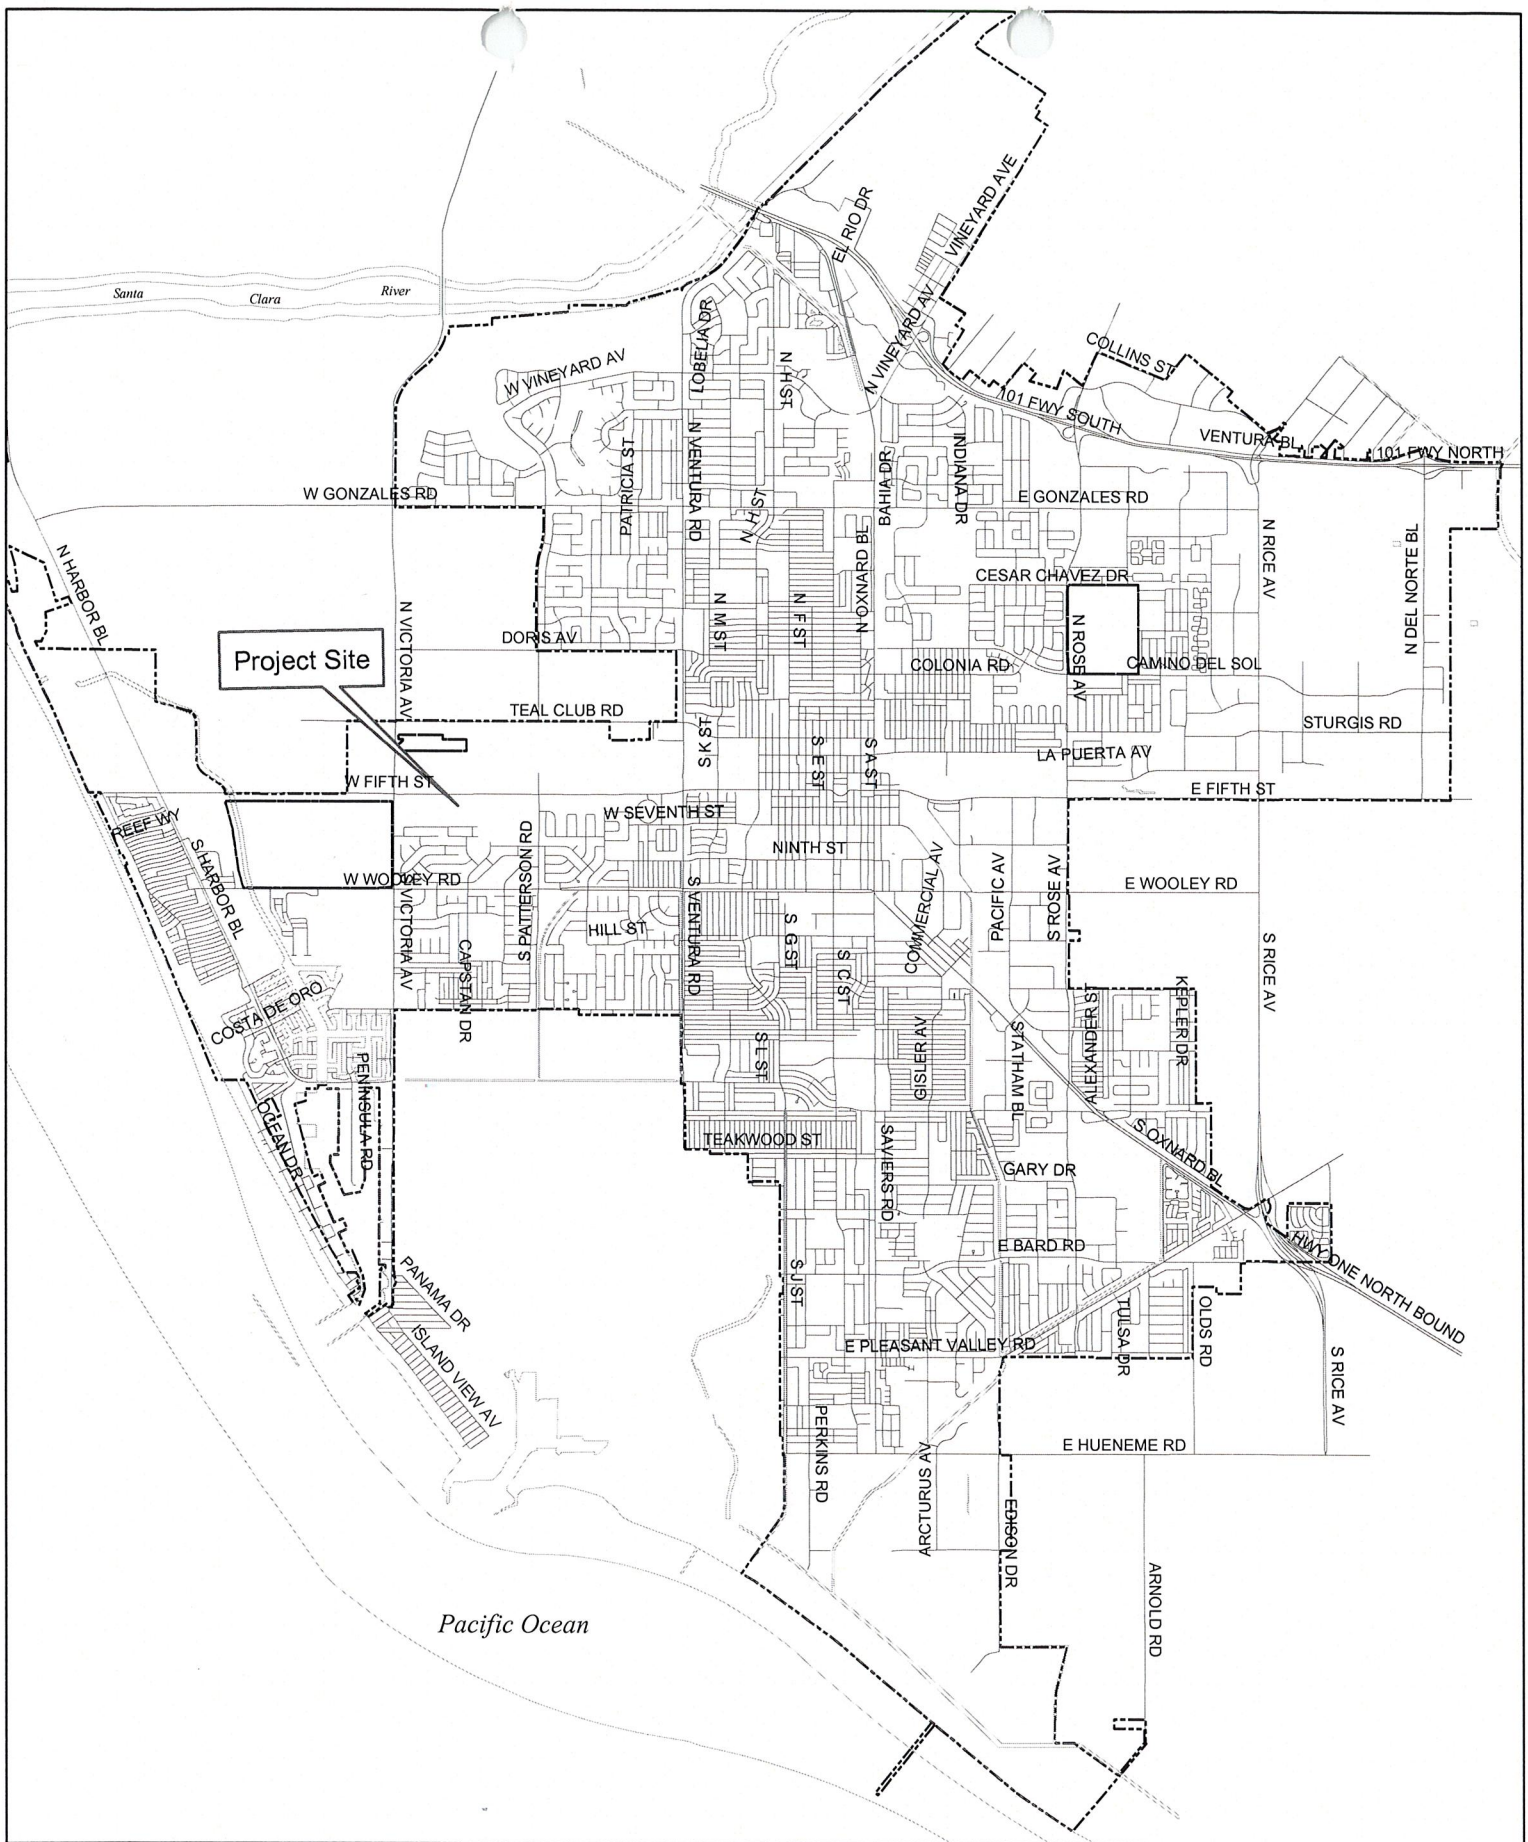 EL RIO DR
VINEYARD AVE
Santa
Clara
River
LOBELIA DR
N VINEYARD AV
W VINEYARD AV
N H ST
COLLINS ST
101 FWY SOUTH
VENTURA BL
101 FWY NORTH
PATRICIA ST
N VENTURA RD
BAHIA DR
INDIANA DR
W GONZALES RD
E GONZALES RD
N H ST
N OXNARD BL
N RICE AV
N DEL NORTE BL
N HARBOR BL
CESAR CHAVEZ DR
N VICTORIA AV
N M ST
N F ST
N ROSE AV
DORIS AV
Project Site
COLONIA RD
CAMINO DEL SOL
TEAL CLUB RD
STURGIS RD
S K ST
S E ST
S A ST
LA PUERTA AV
W FIFTH ST
E FIFTH ST
REEF WY
W SEVENTH ST
S HARBOR BL
S PATTERSON RD
NINTH ST
COMMERCIAL AV
PACIFIC AV
S ROSE AV
W WOOLEY RD
E WOOLEY RD
S VICTORIA AV
S VENTURA RD
HILL ST
S G ST
S C ST
CAPSTAN DR
S RICE AV
COSTA DE ORO
KEPLER DR
ALEXANDER ST
GISLER AV
STATHAM BL
S L ST
PENINSULA RD
OCEAN DR
TEAKWOOD ST
SAVIERS RD
S OXNARD BL
GARY DR
E BARD RD
HWY ONE NORTH BOUND
PANAMA DR
S J ST
ISLAND VIEW AV
TULSA DR
OLDS RD
E PLEASANT VALLEY RD
S RICE AV
PERKINS RD
E HUENEME RD
ARCTURUS AV
EDISON DR
ARNOLD RD
Pacific Ocean